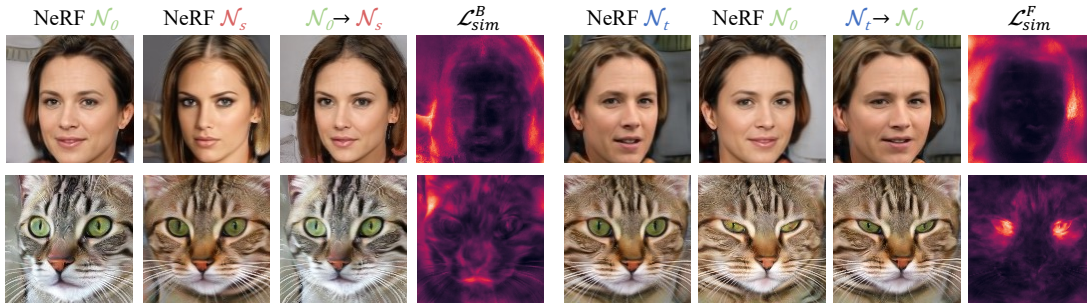 NeRF 𝒩₀ NeRF 𝒩ₛ 𝒩₀→ 𝒩ₛ ℒᴮₛᵢₘ NeRF 𝒩ₜ NeRF 𝒩₀ 𝒩ₜ→ 𝒩₀ ℒꟳₛᵢₘ